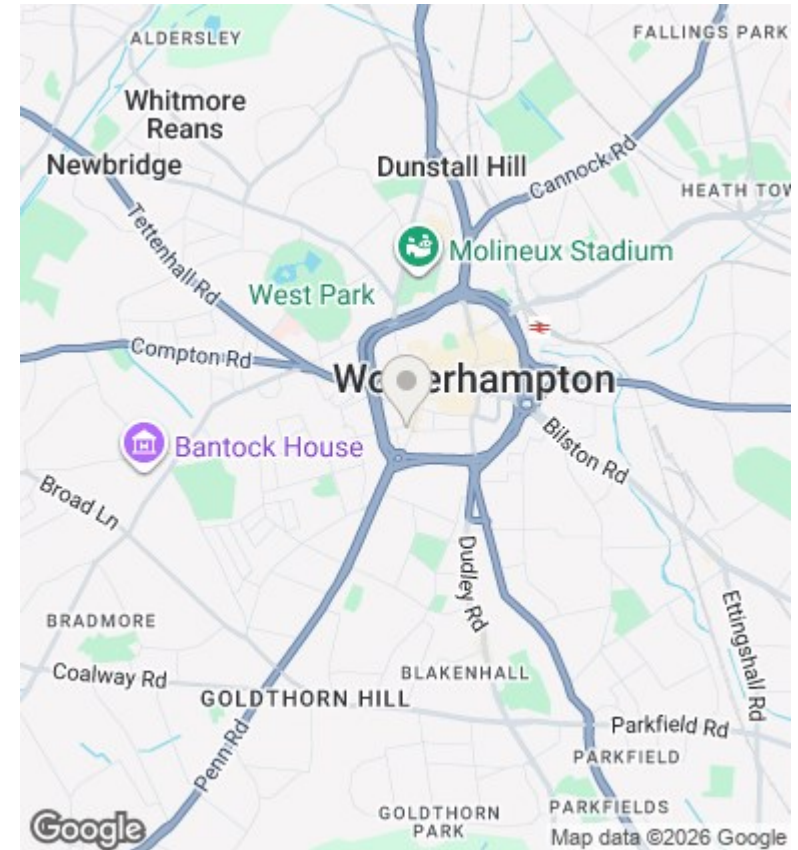 ALDERSLEY
FALLINGS PARK
Whitmore
Reans
Newbridge
Dunstall Hill
Cannock Rd
HEATH TOW
Tettenhall Rd
Molineux Stadium
West Park
Compton Rd
Wo erhampton
Bantock House
Bilston Rd
Broad Ln
Dudley Rd
Ettingshall Rd
BRADMORE
Coalway Rd
BLAKENHALL
GOLDTHORN HILL
Parkfield Rd
Penn Rd
PARKFIELD
GOLDTHORN
PARK
PARKFIELDS
Google
Map data ©2026 Google